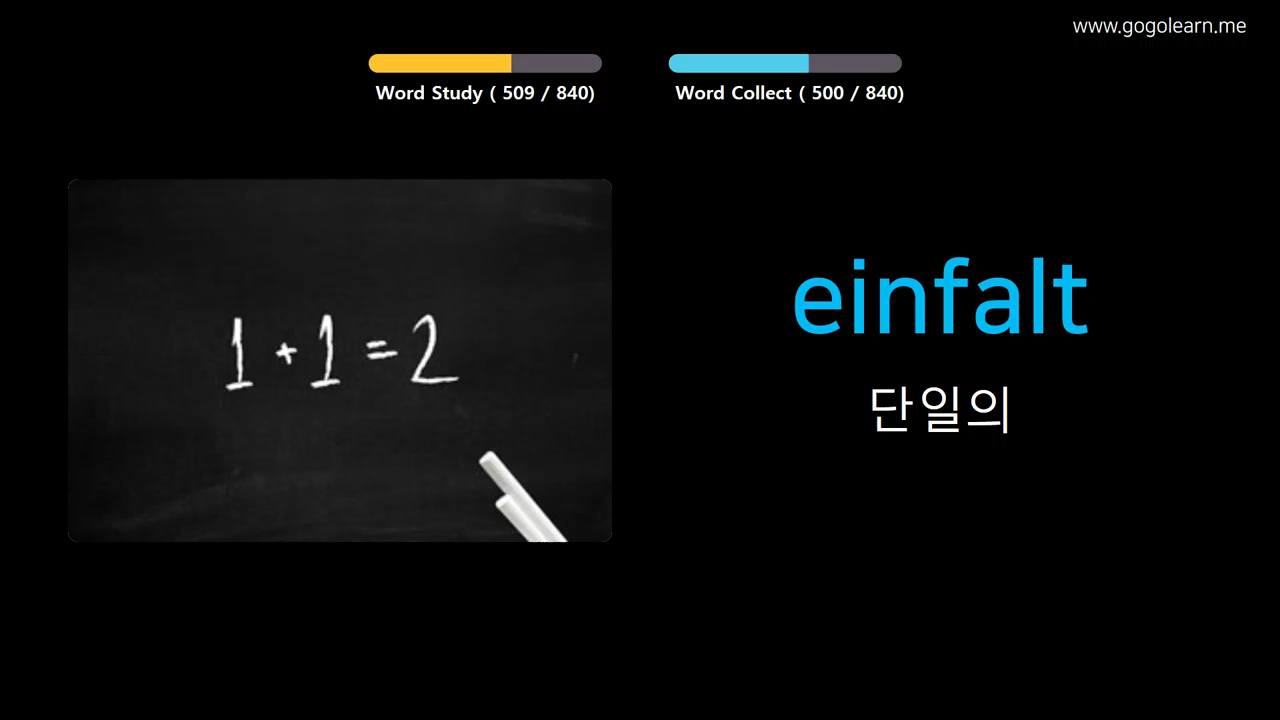 www.gogolearn.me
Word Study ( 509 / 840)
Word Collect ( 500 / 840)
1 + 1 = 2
einfalt
단일의